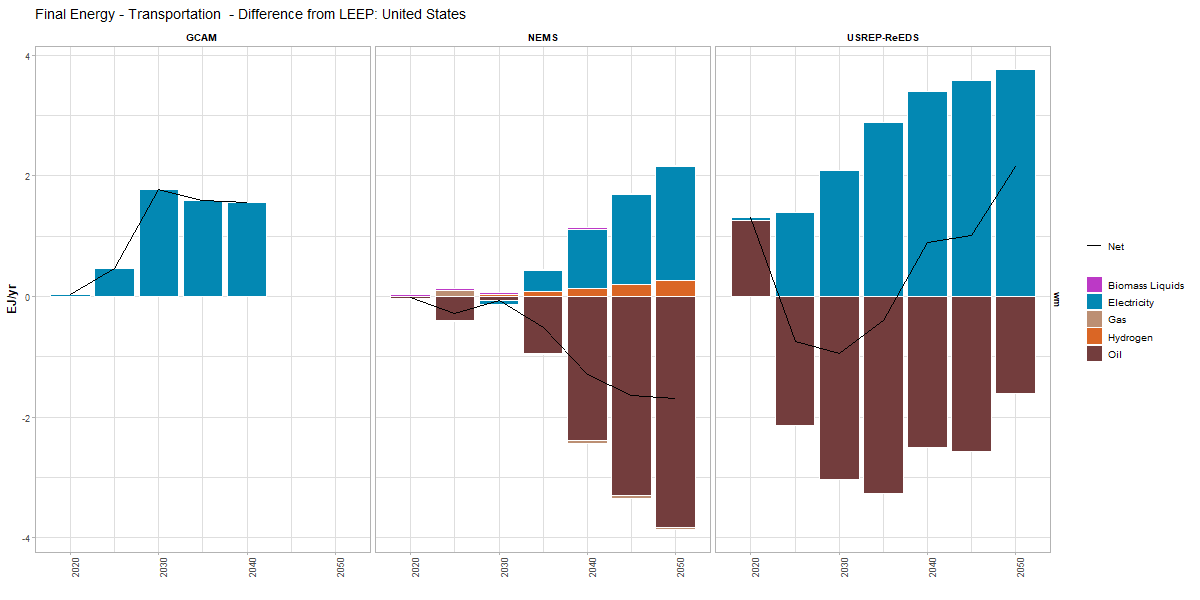 Final Energy - Transportation - Difference from LEEP: United States
GCAM
NEMS
USREP-ReEDS
EJ/yr
4
2
0
-2
-4
wm
2020
2030
2040
2050
2020
2030
2040
2050
2020
2030
2040
2050
Net
Biomass Liquids
Electricity
Gas
Hydrogen
Oil